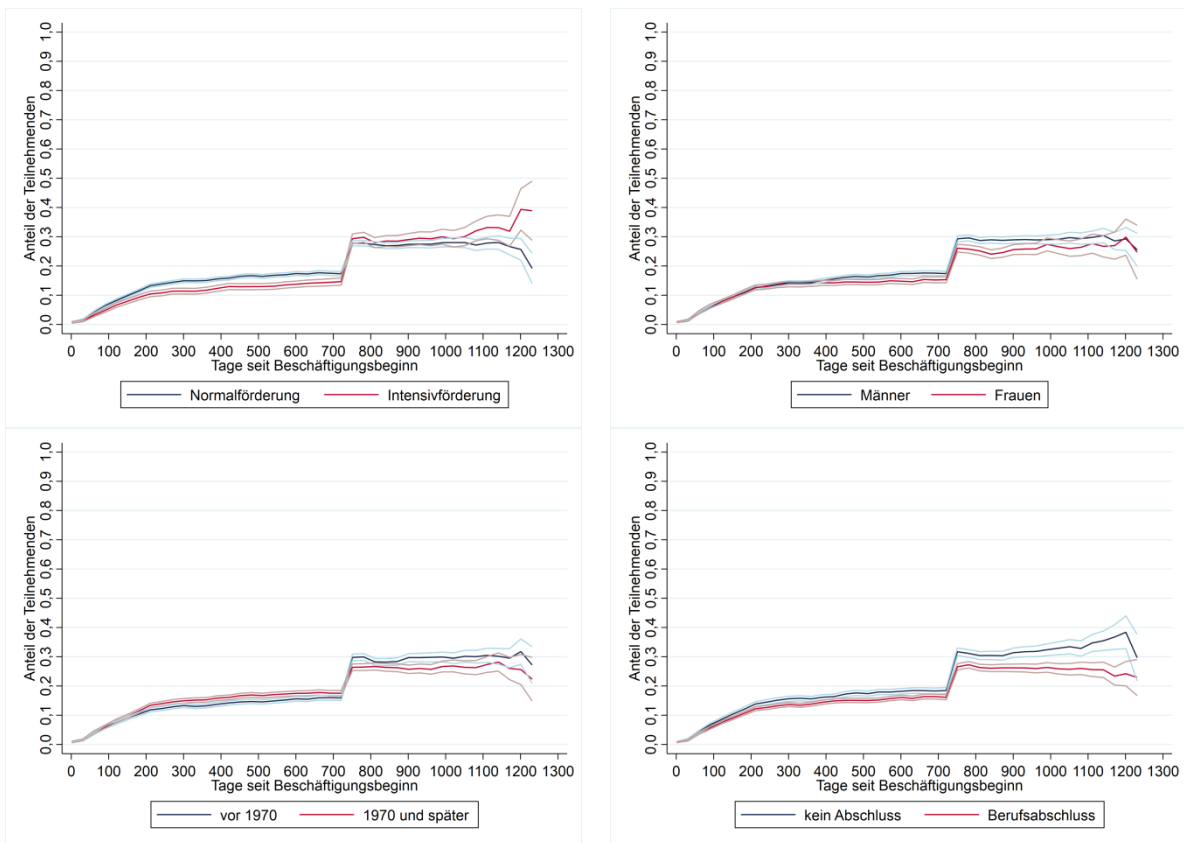 Anteil der Teilnehmenden
1,0
0,9
0,8
0,7
0,6
0,5
0,4
0,3
0,2
0,1
0,0
0 100 200 300 400 500 600 700 800 900 1000 1100 1200 1300
Tage seit Beschäftigungsbeginn
Normalförderung Intensivförderung
Anteil der Teilnehmenden
1,0
0,9
0,8
0,7
0,6
0,5
0,4
0,3
0,2
0,1
0,0
0 100 200 300 400 500 600 700 800 900 1000 1100 1200 1300
Tage seit Beschäftigungsbeginn
Männer Frauen
Anteil der Teilnehmenden
1,0
0,9
0,8
0,7
0,6
0,5
0,4
0,3
0,2
0,1
0,0
0 100 200 300 400 500 600 700 800 900 1000 1100 1200 1300
Tage seit Beschäftigungsbeginn
vor 1970 1970 und später
Anteil der Teilnehmenden
1,0
0,9
0,8
0,7
0,6
0,5
0,4
0,3
0,2
0,1
0,0
0 100 200 300 400 500 600 700 800 900 1000 1100 1200 1300
Tage seit Beschäftigungsbeginn
kein Abschluss Berufsabschluss